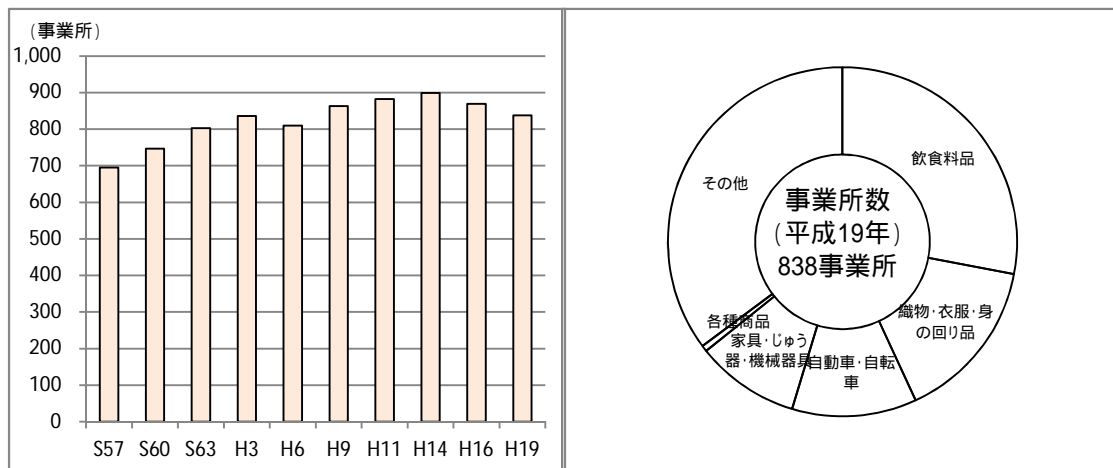 (事業所)
1,000
900
800
700
600
500
400
300
200
100
0
S57 S60 S63 H3 H6 H9 H11 H14 H16 H19
事業所数
(平成19年)
838事業所
飲食料品
織物･衣服･身
の回り品
自動車･自転
車
家具･じゅう
器･機械器具
各種商品
その他